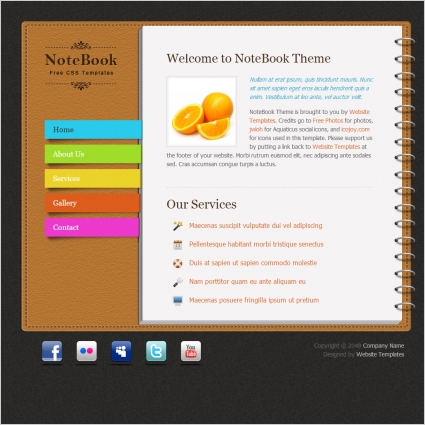 NoteBook
Free CSS Templates
Home
About Us
Services
Gallery
Contact
Welcome to NoteBook Theme
Nullam et erat ipsum, quis tincidunt mauris. Nunc
sit amet sapien eget eros iaculis hendrerit quis a
enim. Vestibulum at leo ante, vel auctor velit.
NoteBook Theme is brought to you by Website
Templates. Credits go to Free Photos for photos,
jwloh for Aquaticus social icons, and icojoy.com
for icons used in this template. Please support us
by putting a link back to Website Templates at
the footer of your website. Morbi rutrum euismod elit, nec adipiscing ante sodales
sed. Cras accumsan congue turpis a luctus.
Our Services
Maecenas suscipit vulputate dui vel adipiscing
Pellentesque habitant morbi tristique senectus
Duis at sapien ut sapien commodo molestie
Nam porttitor quam eu ante aliquam eu
Maecenas posuere fringilla ipsum ut pretium
You
Tube
Company Name
Designed by Website Templates